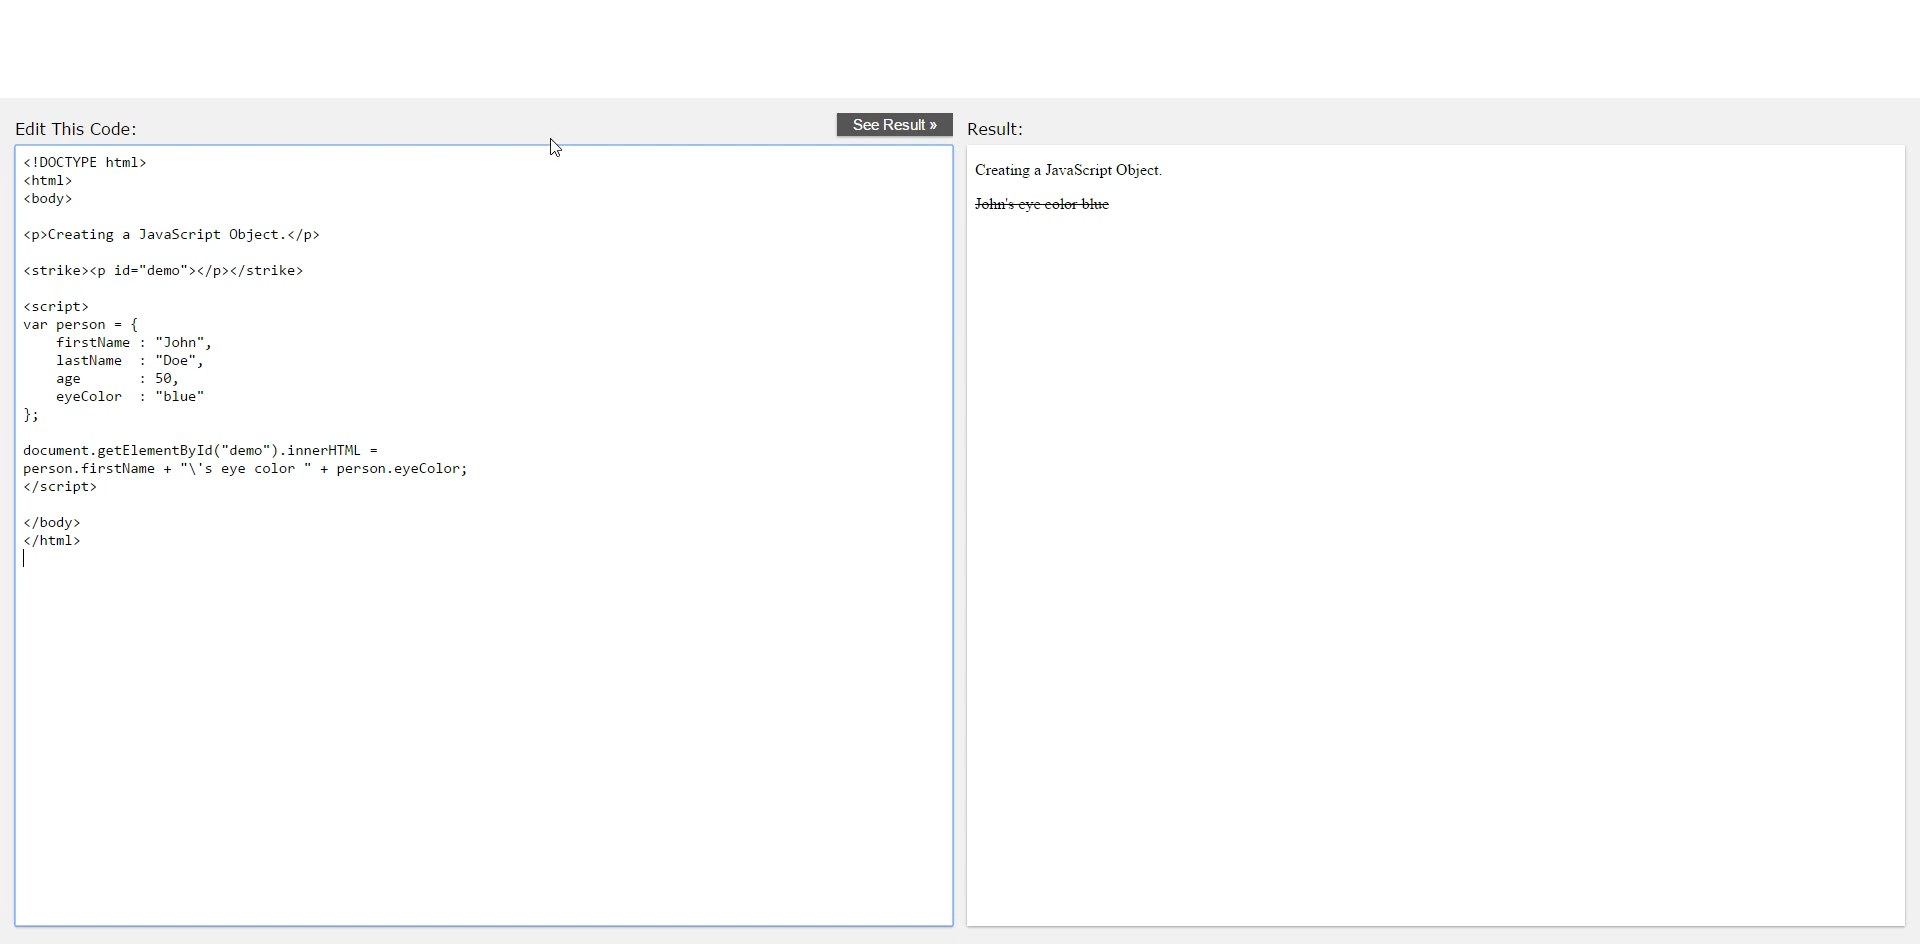 Edit This Code:
See Result »
<!DOCTYPE html>
<html>
<body>
<p>Creating a JavaScript Object.</p>
<strike><p id="demo"></p></strike>
<script>
var person = {
    firstName : "John",
    lastName  : "Doe",
    age       : 50,
    eyeColor  : "blue"
};
document.getElementById("demo").innerHTML =
person.firstName + "\'s eye color " + person.eyeColor;
</script>
</body>
</html>
Result:
Creating a JavaScript Object.
John's eye color blue